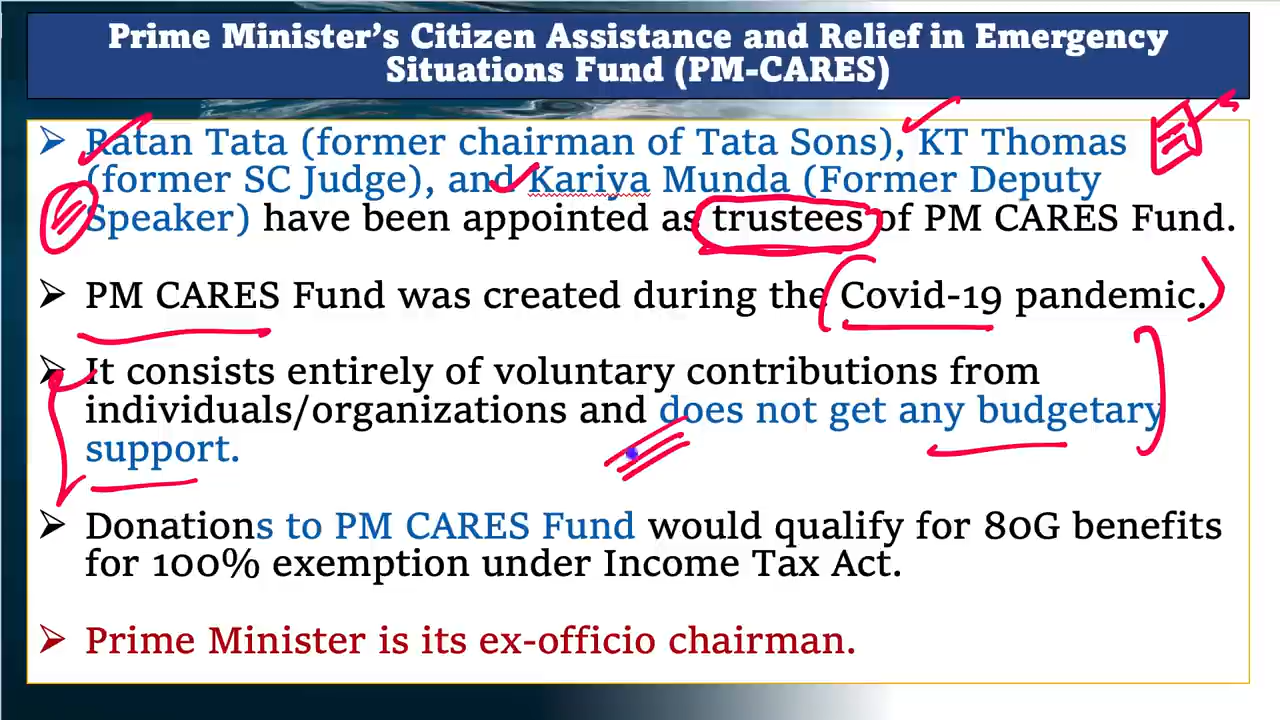 Prime Minister’s Citizen Assistance and Relief in Emergency
Situations Fund (PM-CARES)
➢ Ratan Tata (former chairman of Tata Sons), KT Thomas
(former SC Judge), and Kariya Munda (Former Deputy
Speaker) have been appointed as trustees of PM CARES Fund.
➢ PM CARES Fund was created during the Covid-19 pandemic.
➢ It consists entirely of voluntary contributions from
individuals/organizations and does not get any budgetary
support.
➢ Donations to PM CARES Fund would qualify for 80G benefits
for 100% exemption under Income Tax Act.
➢ Prime Minister is its ex-officio chairman.